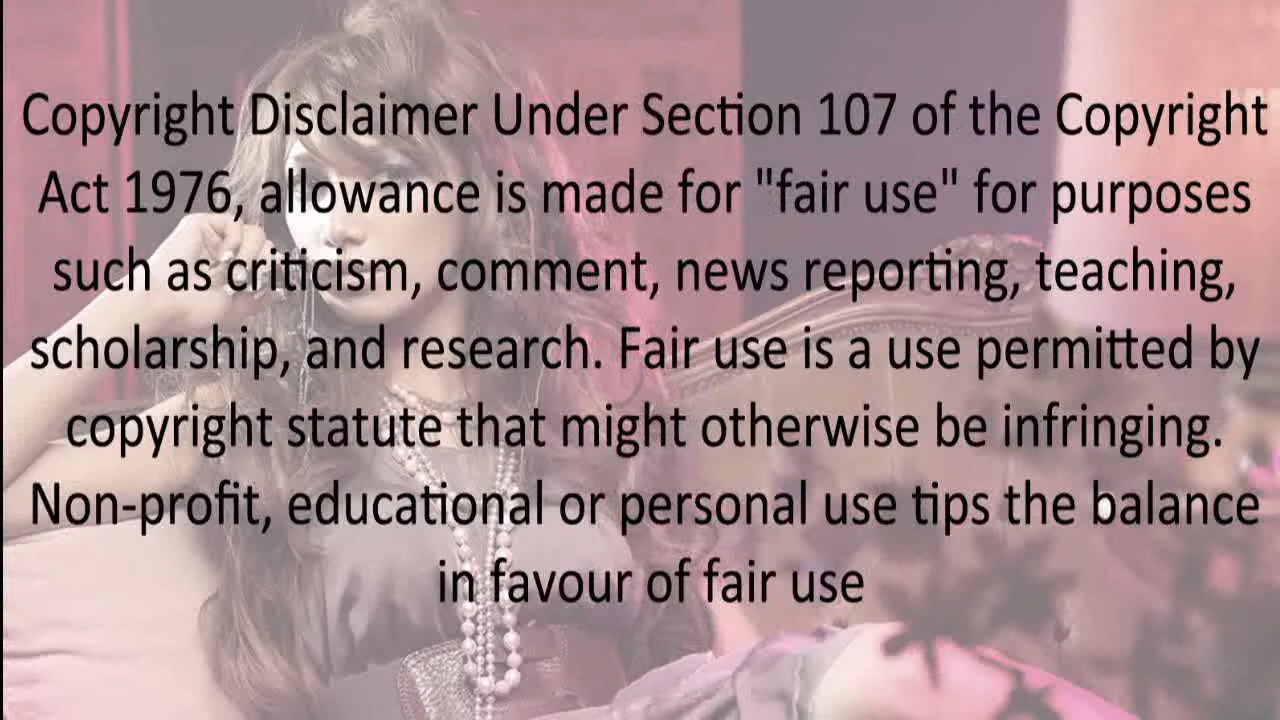 Copyright Disclaimer Under Section 107 of the Copyright
Act 1976, allowance is made for "fair use" for purposes
such as criticism, comment, news reporting, teaching,
scholarship, and research. Fair use is a use permitted by
copyright statute that might otherwise be infringing.
Non-profit, educational or personal use tips the balance
in favour of fair use